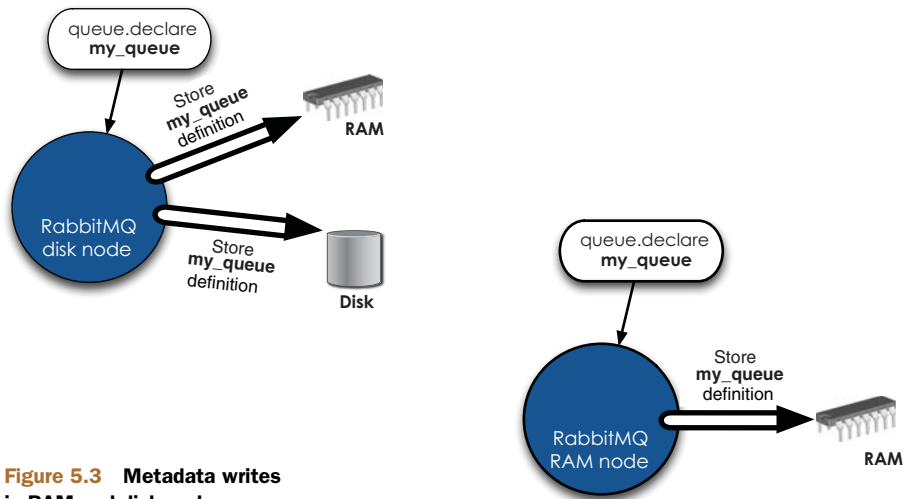 queue.declare
my_queue
Store
my_queue
definition
RAM
RabbitMQ
disk node
Store
my_queue
definition
Disk
queue.declare
my_queue
Store
my_queue
definition
RabbitMQ
RAM node
RAM
Figure 5.3 Metadata writes